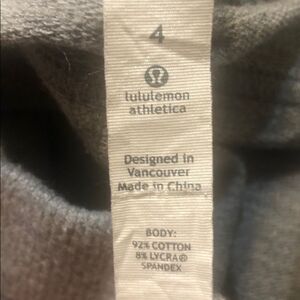 4
lululemon
athletica
Designed in
Vancouver
Made in China
BODY:
92% COTTON
8% LYCRA®
SPANDEX